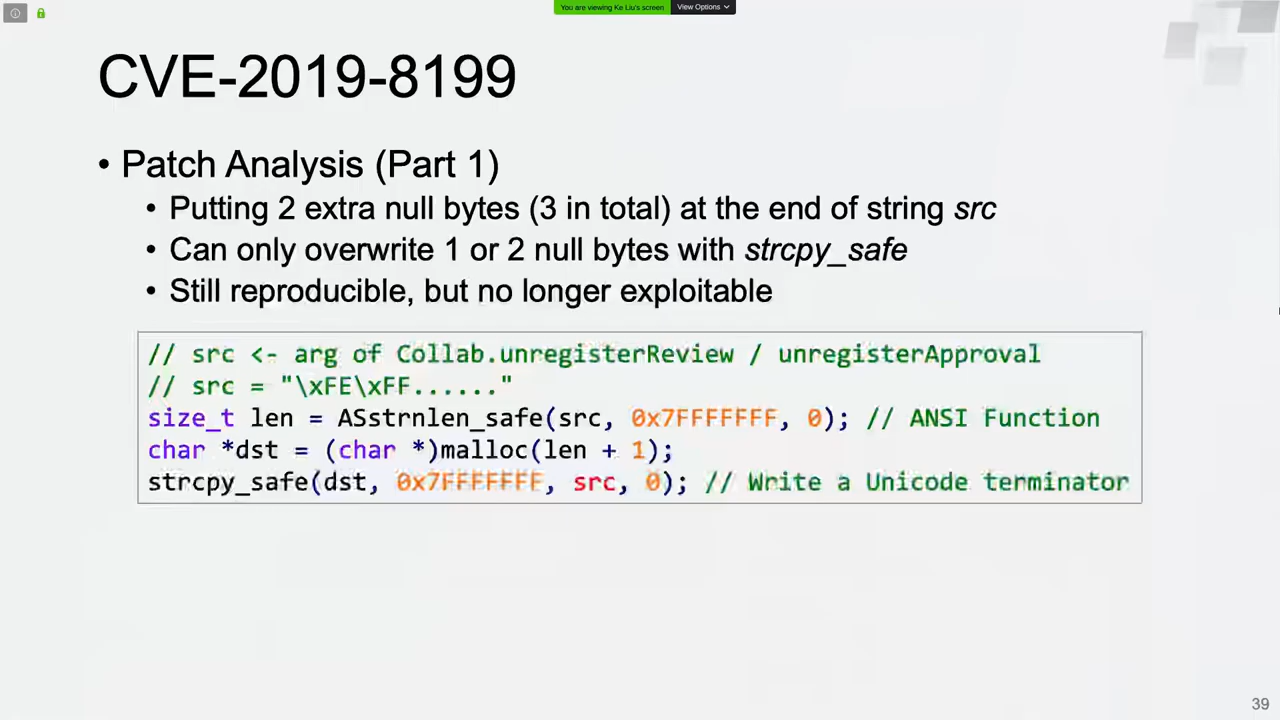 You are viewing Ke Liu's screen
View Options
CVE-2019-8199
• Patch Analysis (Part 1)
• Putting 2 extra null bytes (3 in total) at the end of string src
• Can only overwrite 1 or 2 null bytes with strcpy_safe
• Still reproducible, but no longer exploitable
// src <- arg of Collab.unregisterReview / unregisterApproval
// src = "\xFE\xFF......"
size_t len = ASstrnlen_safe(src, 0x7FFFFFFF, 0); // ANSI Function
char *dst = (char *)malloc(len + 1);
strcpy_safe(dst, 0x7FFFFFFF, src, 0); // Write a Unicode terminator
39